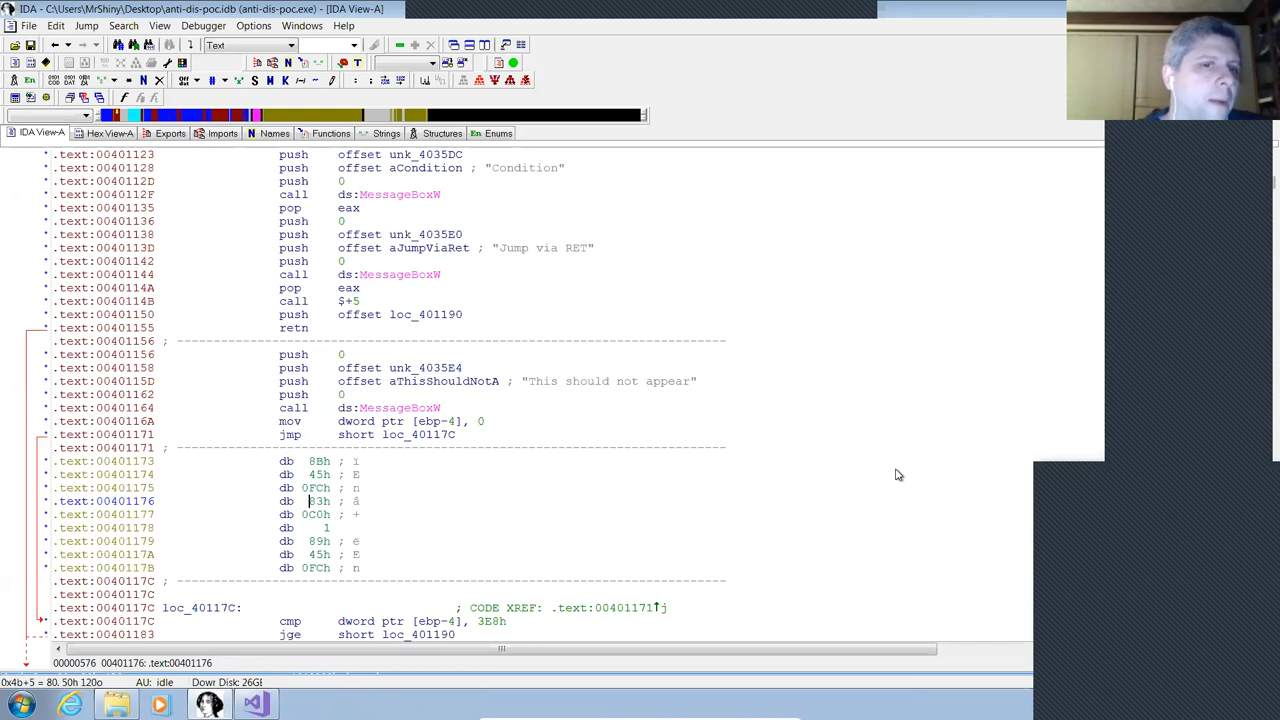 IDA - C:\Users\MrShiny\Desktop\anti-dis-poc.idb (anti-dis-poc.exe) - [IDA View-A]
File Edit Jump Search View Debugger Options Windows Help
Text
IDA View-A Hex View-A Exports Imports Names Functions Strings Structures Enums
.text:00401123 push offset unk_4035DC
.text:00401128 push offset aCondition ; "Condition"
.text:0040112D push 0
.text:0040112F call ds:MessageBoxW
.text:00401135 pop eax
.text:00401136 push 0
.text:00401138 push offset unk_4035E0
.text:0040113D push offset aJumpViaRet ; "Jump via RET"
.text:00401142 push 0
.text:00401144 call ds:MessageBoxW
.text:0040114A pop eax
.text:0040114B call $+5
.text:00401150 push offset loc_401190
.text:00401155 retn
.text:00401156 ; ---------------------------------------------------------------------------
.text:00401156 push 0
.text:00401158 push offset unk_4035E4
.text:0040115D push offset aThisShouldNotA ; "This should not appear"
.text:00401162 push 0
.text:00401164 call ds:MessageBoxW
.text:0040116A mov dword ptr [ebp-4], 0
.text:00401171 jmp short loc_40117C
.text:00401171 ; ---------------------------------------------------------------------------
.text:00401173 db 8Bh ; ï
.text:00401174 db 45h ; E
.text:00401175 db 0FCh ; n
.text:00401176 db 83h ; â
.text:00401177 db 0C0h ; +
.text:00401178 db 1
.text:00401179 db 89h ; ë
.text:0040117A db 45h ; E
.text:0040117B db 0FCh ; n
.text:0040117C ; ---------------------------------------------------------------------------
.text:0040117C
.text:0040117C loc_40117C: ; CODE XREF: .text:00401171↑j
.text:0040117C cmp dword ptr [ebp-4], 3E8h
.text:00401183 jge short loc_401190
00000576 00401176: .text:00401176
0x4b+5 = 80. 50h 120o AU: idle Down Disk: 26GB